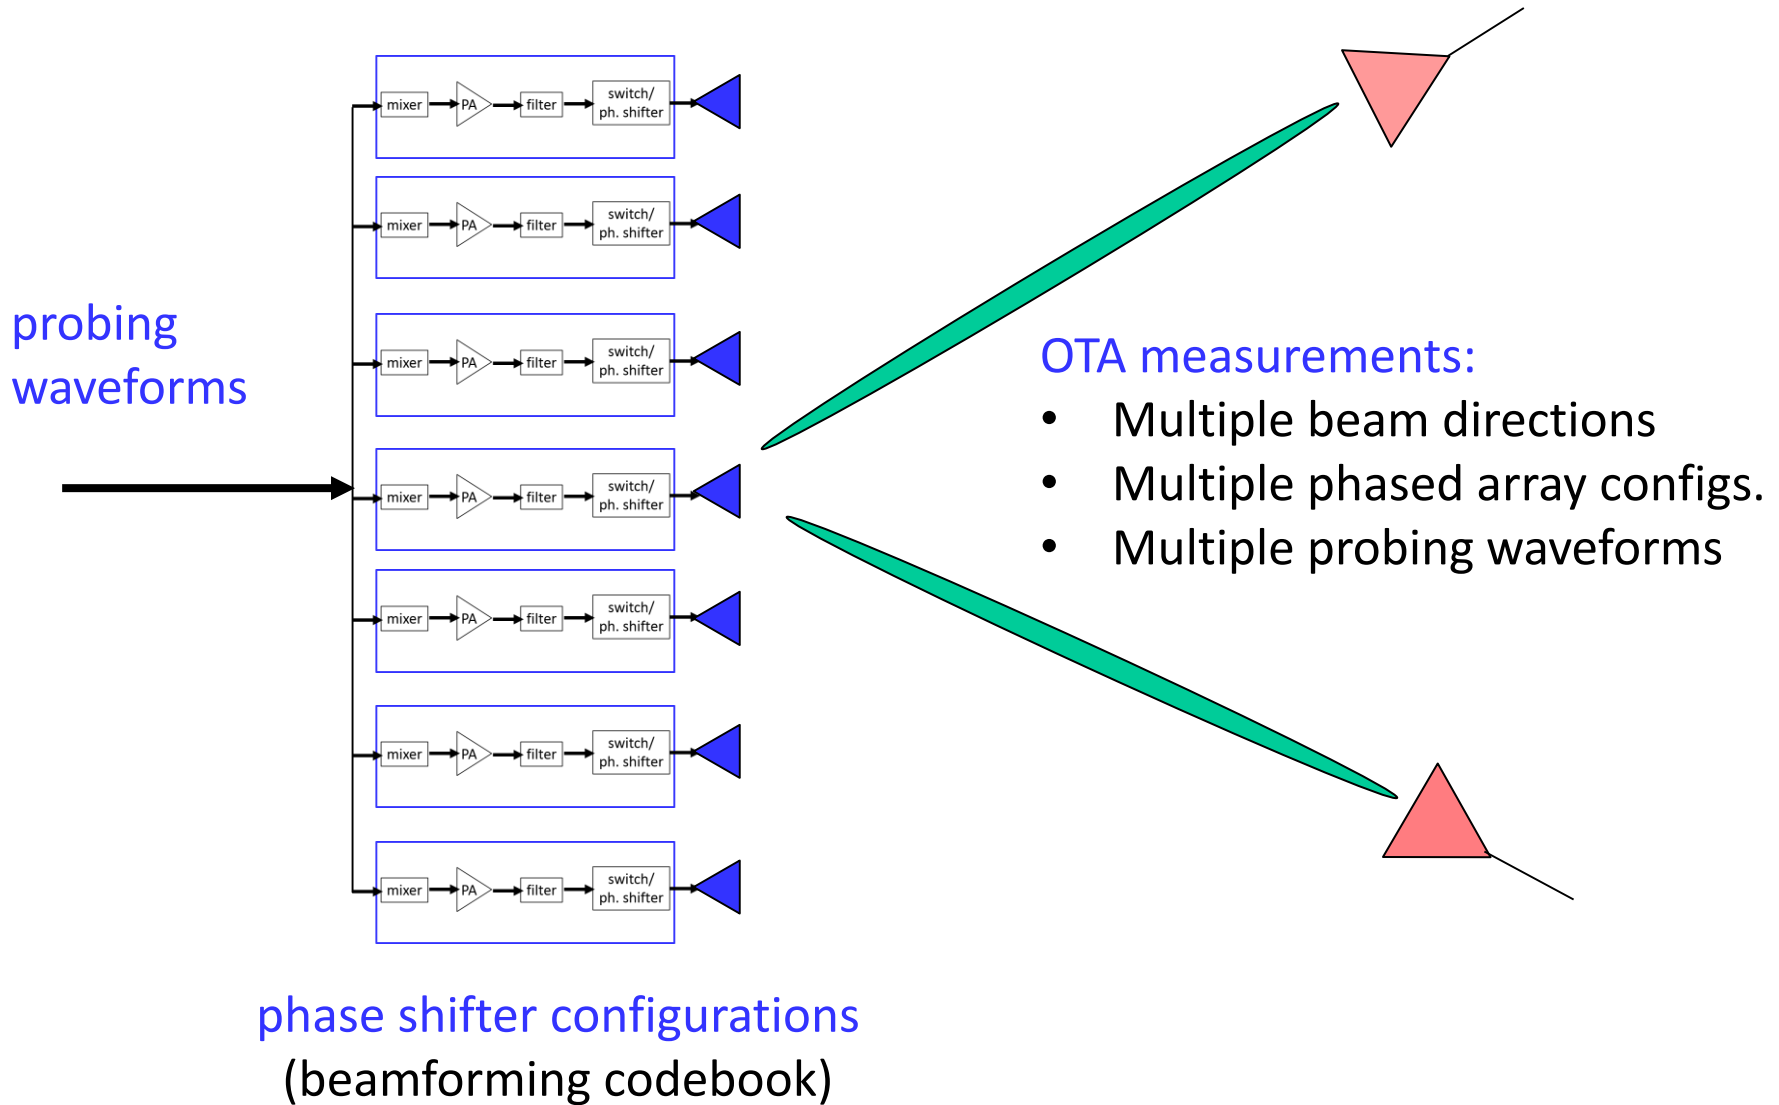 mixer PA filter switch/
ph. shifter
mixer PA filter switch/
ph. shifter
probing
waveforms
mixer PA filter switch/
ph. shifter
OTA measurements:
• Multiple beam directions
• Multiple phased array configs.
• Multiple probing waveforms
mixer PA filter switch/
ph. shifter
mixer PA filter switch/
ph. shifter
mixer PA filter switch/
ph. shifter
mixer PA filter switch/
ph. shifter
phase shifter configurations
(beamforming codebook)